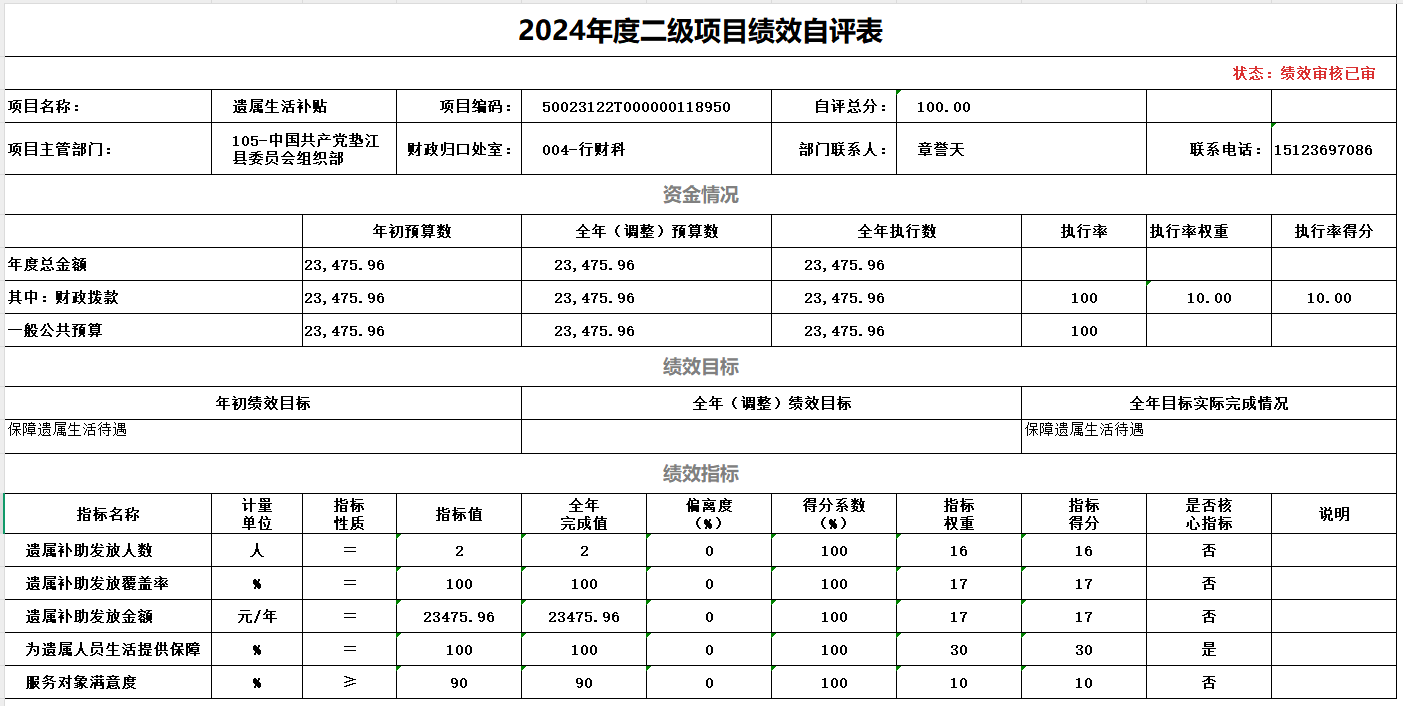 2024年度二级项目绩效自评表
状态：绩效审核已审
项目名称： 遗属生活补贴 项目编码： 50023122T000000118950 自评总分： 100.00
项目主管部门： 105-中国共产党垫江县委员会组织部 财政归口处室： 004-行财科 部门联系人： 章誉天 联系电话： 15123697086
资金情况
年初预算数 全年（调整）预算数 全年执行数 执行率 执行率权重 执行率得分
年度总金额 23,475.96 23,475.96 23,475.96
其中：财政拨款 23,475.96 23,475.96 23,475.96 100 10.00 10.00
一般公共预算 23,475.96 23,475.96 23,475.96 100
绩效目标
年初绩效目标 全年（调整）绩效目标 全年目标实际完成情况
保障遗属生活待遇 保障遗属生活待遇
绩效指标
指标名称 计量单位 指标性质 指标值 全年完成值 偏离度（%） 得分系数（%） 指标权重 指标得分 是否核心指标 说明
遗属补助发放人数 人 ＝ 2 2 0 100 16 16 否
遗属补助发放覆盖率 % ＝ 100 100 0 100 17 17 否
遗属补助发放金额 元/年 ＝ 23475.96 23475.96 0 100 17 17 否
为遗属人员生活提供保障 % ＝ 100 100 0 100 30 30 是
服务对象满意度 % ≥ 90 90 0 100 10 10 否